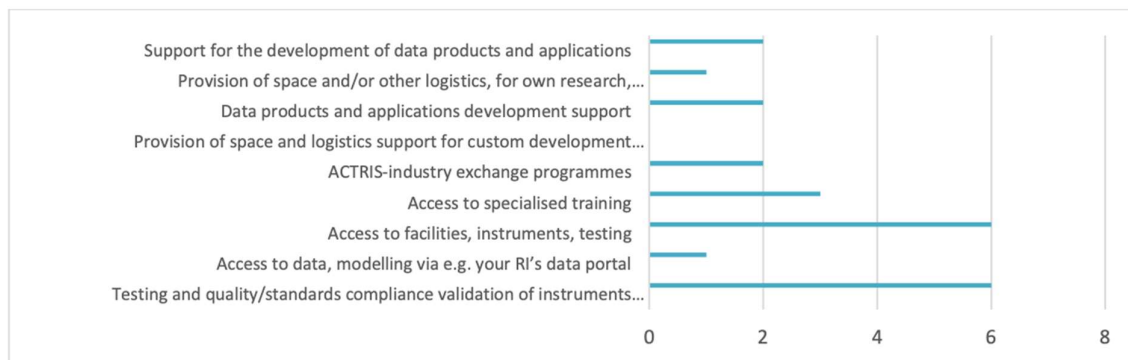 Support for the development of data products and applications
Provision of space and/or other logistics, for own research,...
Data products and applications development support
Provision of space and logistics support for custom development...
ACTRIS-industry exchange programmes
Access to specialised training
Access to facilities, instruments, testing
Access to data, modelling via e.g. your RI’s data portal
Testing and quality/standards compliance validation of instruments...
0 2 4 6 8